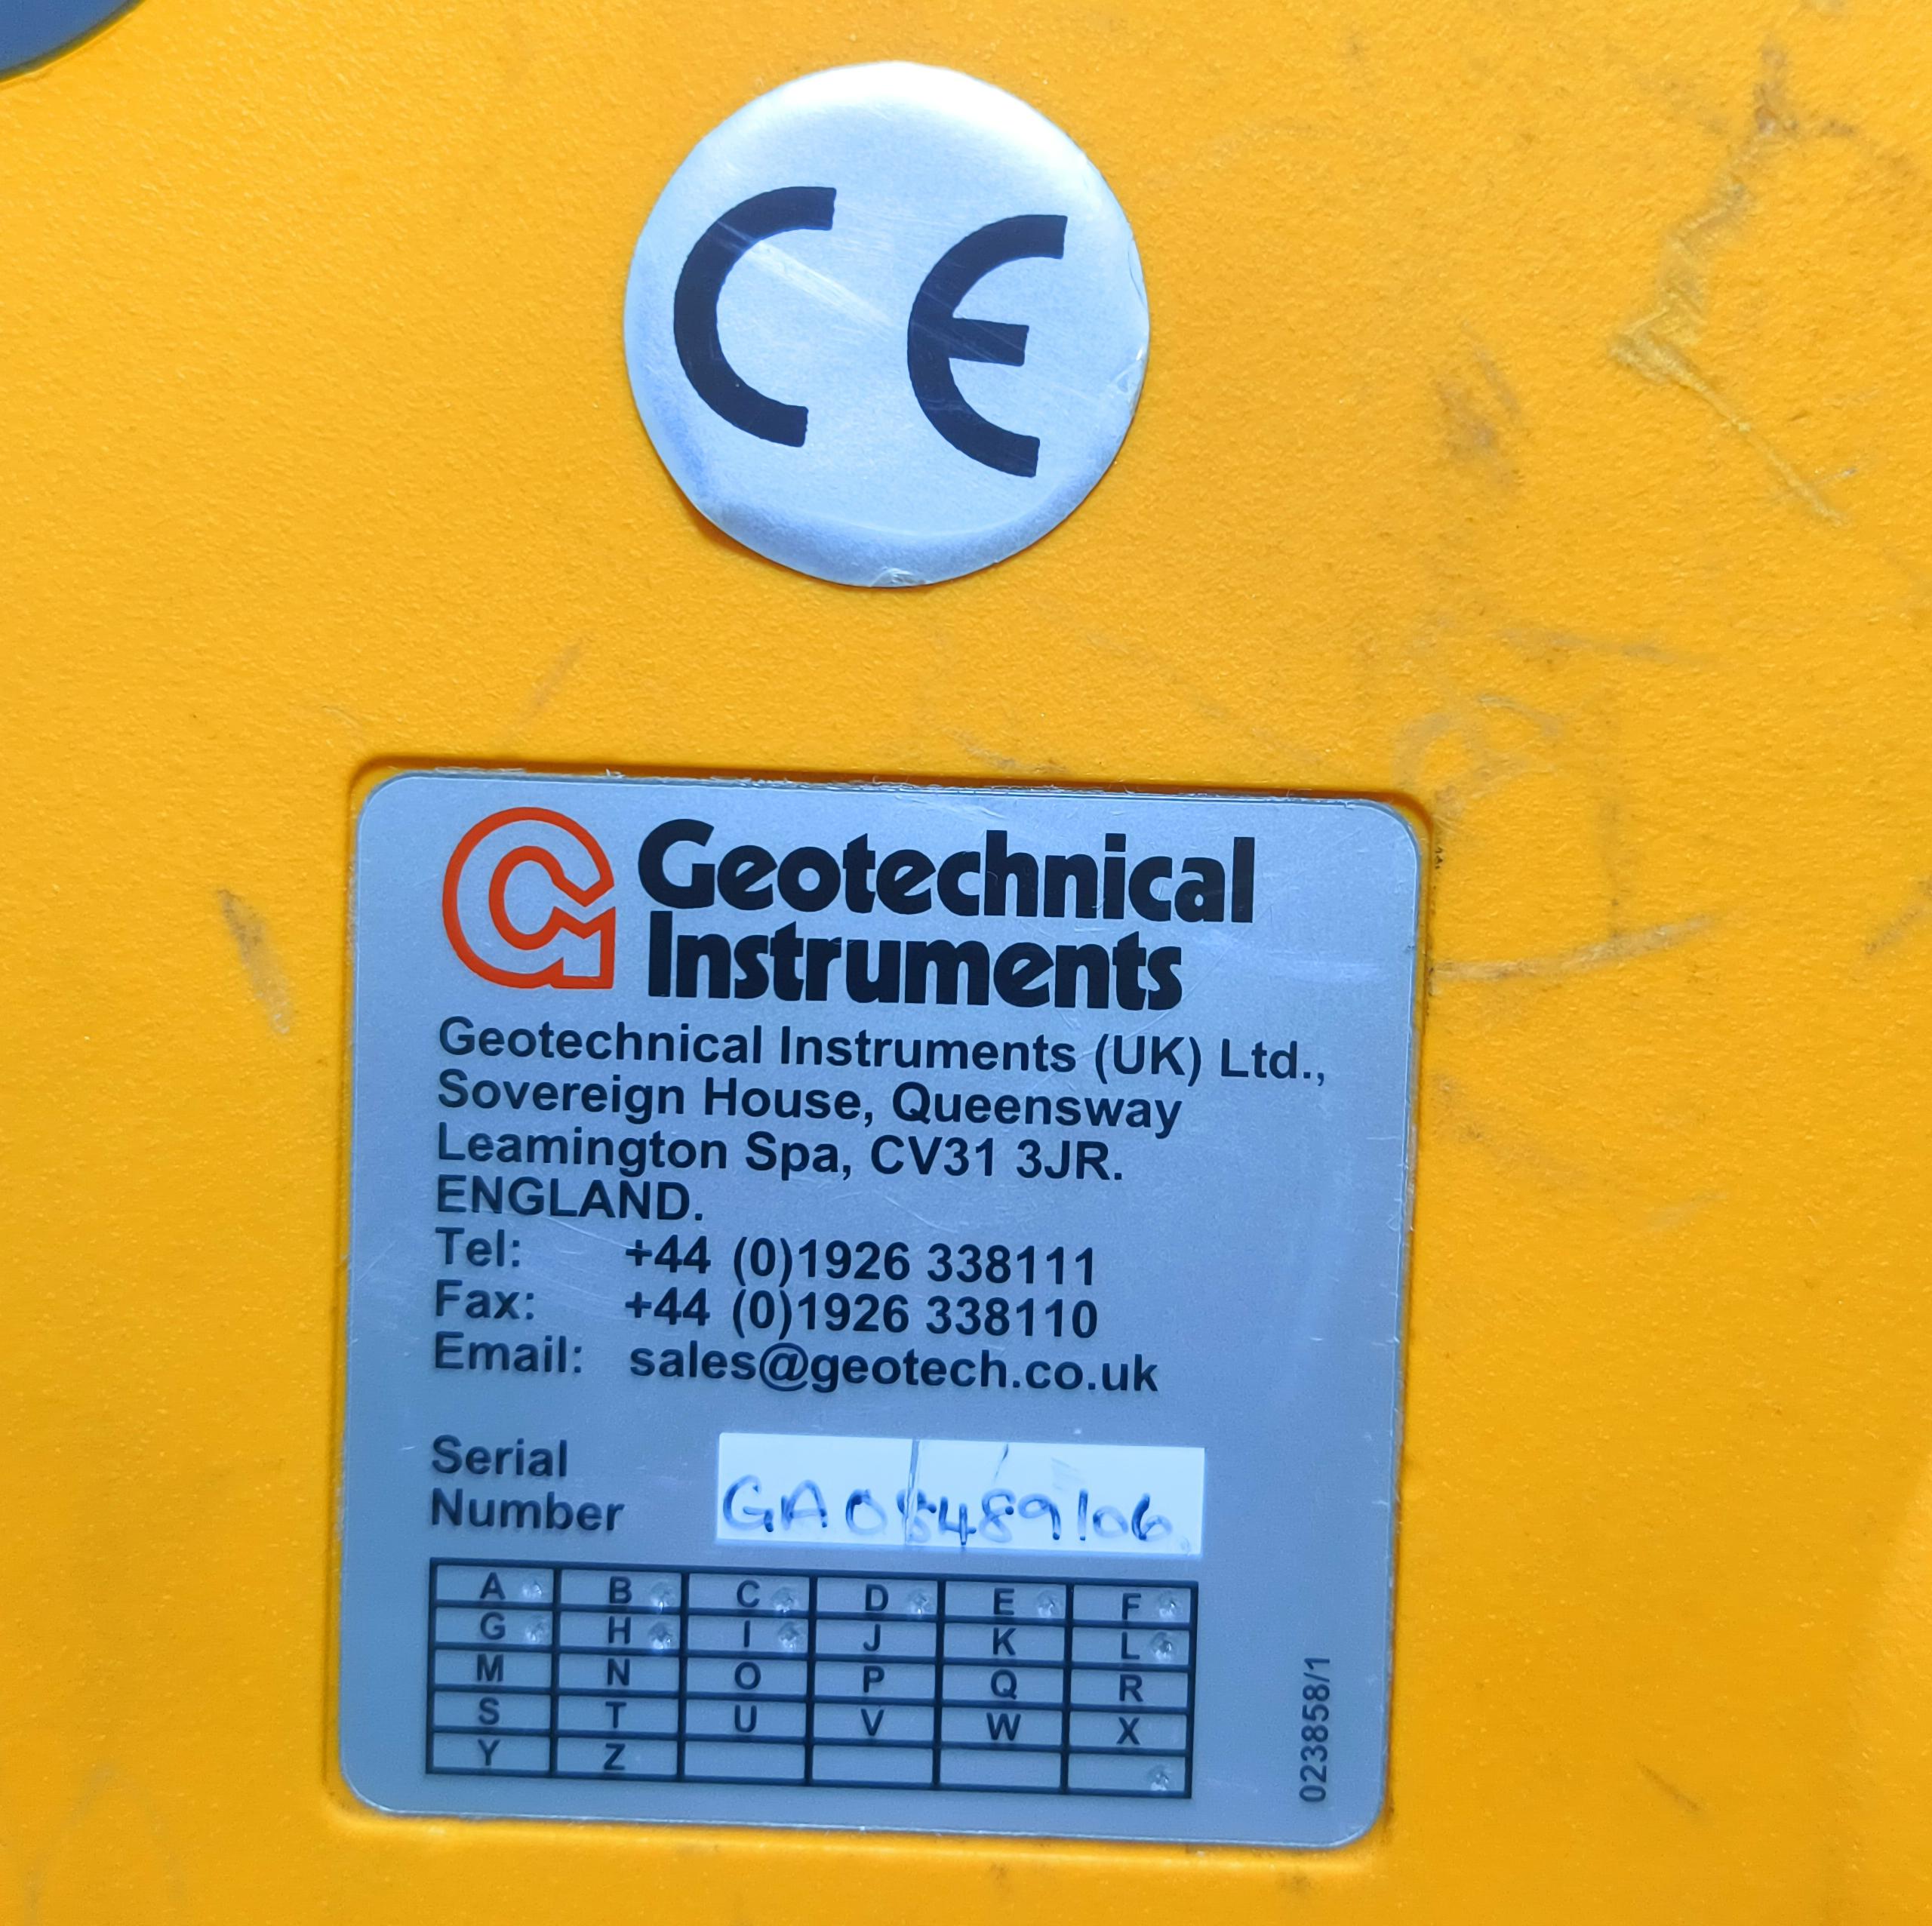 CE
Geotechnical
Instruments
Geotechnical Instruments (UK) Ltd.,
Sovereign House, Queensway
Leamington Spa, CV31 3JR.
ENGLAND.
Tel: +44 (0)1926 338111
Fax: +44 (0)1926 338110
Email: sales@geotech.co.uk
Serial
Number
A B C D E F
G H I J K L
M N O P Q R
S T U V W X
Y Z
023858/1